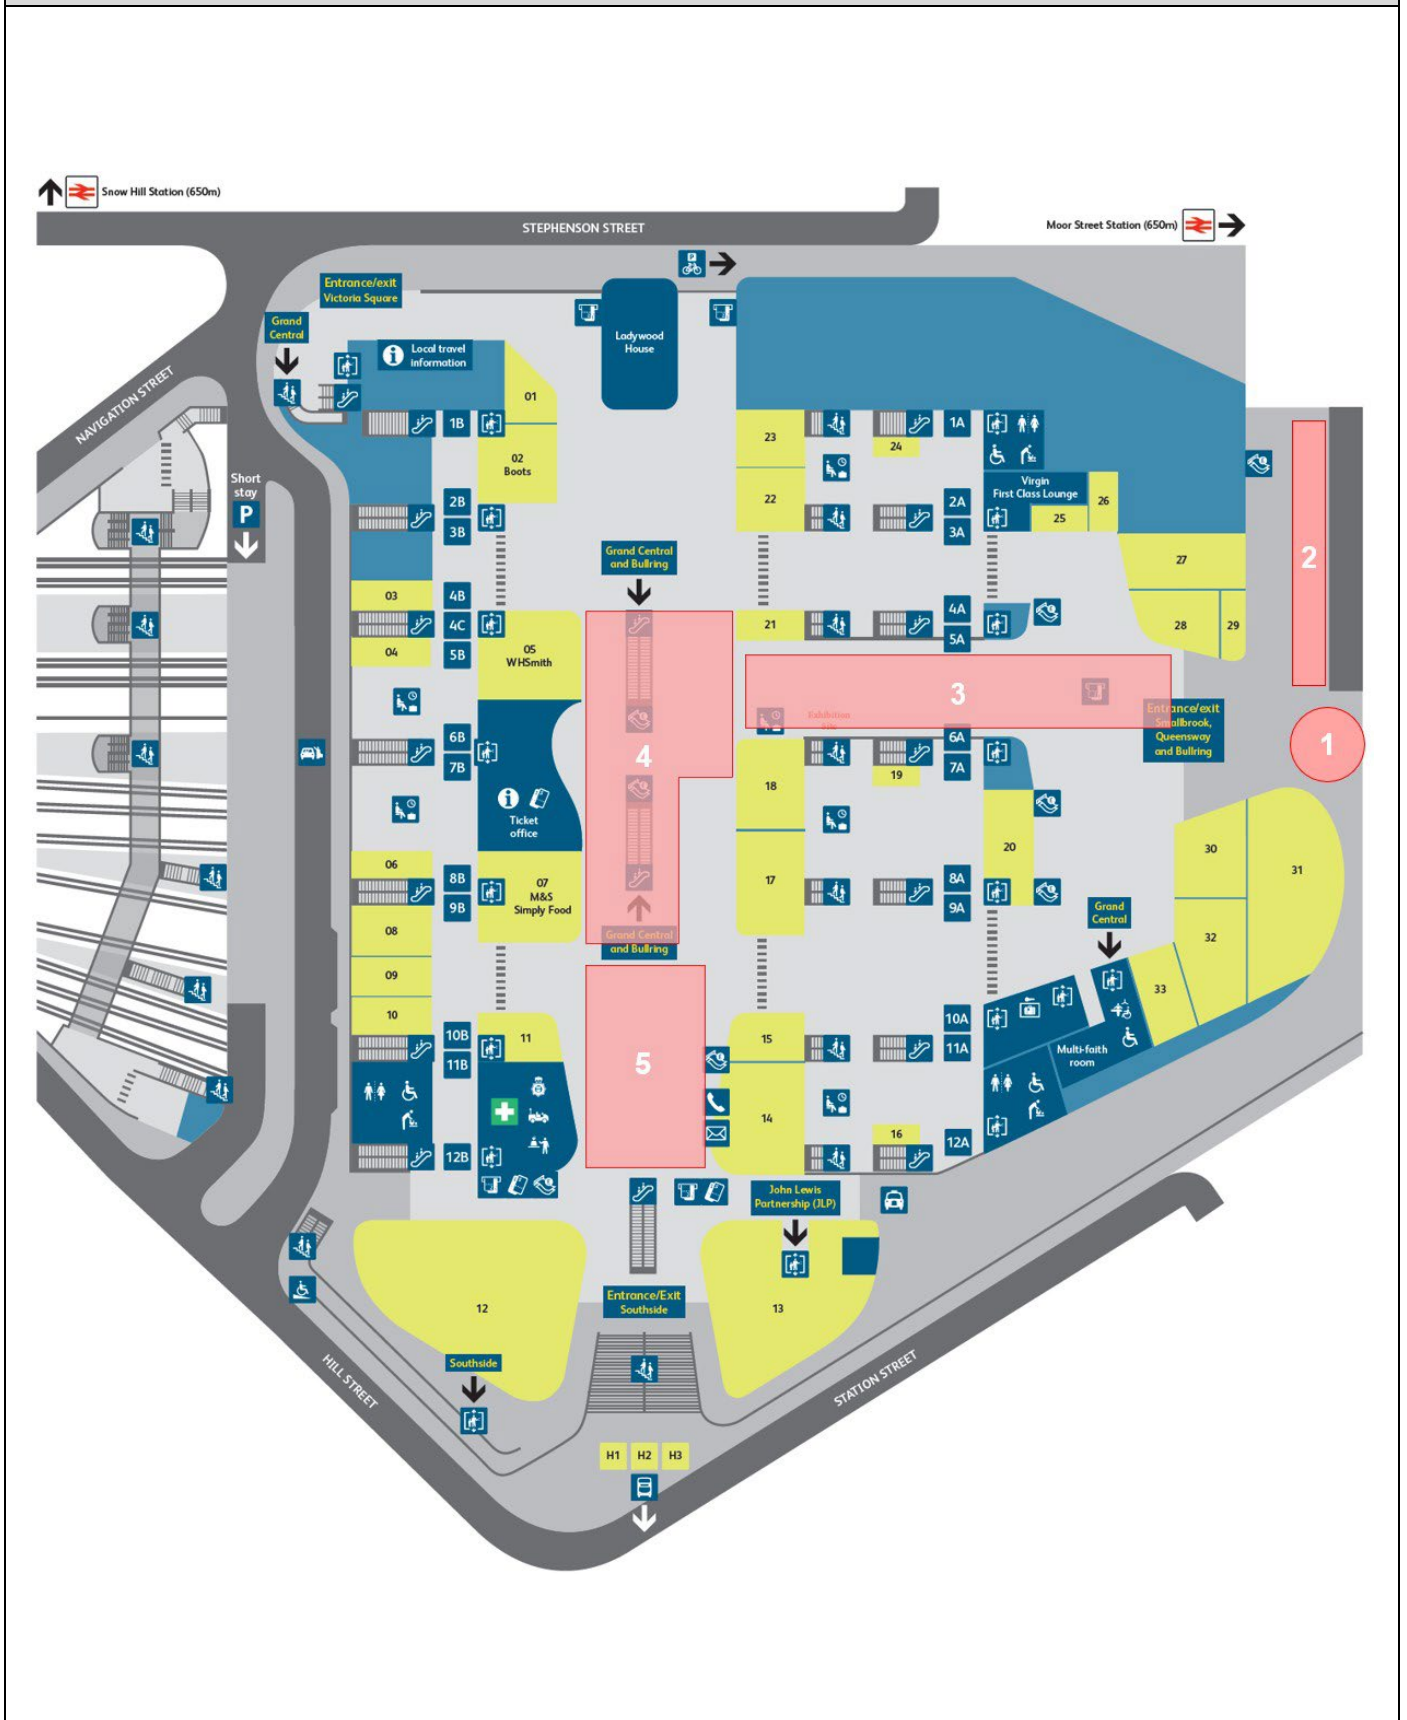 Snow Hill Station (650m)
STEPHENSON STREET
Moor Street Station (650m)
Entrance/exit
Victoria Square
Grand
Central
NAVIGATION STREET
Local travel
information
Ladywood
House
01
02
Boots
1B
2B
3B
23
22
24
1A
2A
3A
Virgin
First Class Lounge
25
26
Short
stay
P
Grand Central
and Bullring
27
28
29
2
03
04
4B
4C
5B
05
WHSmith
21
4A
5A
3
Exhibition
Entrance/exit
Smallbrook,
Queensway
and Bullring
1
4
6B
7B
Ticket
office
6A
7A
18
19
17
20
30
31
32
33
06
08
09
10
8B
9B
07
M&S
Simply Food
Grand Central
and Bullring
8A
9A
Grand
Central
10B
11B
11
5
15
14
10A
11A
Multi-faith
room
12B
16
12A
John Lewis
Partnership (JLP)
12
13
Entrance/Exit
Southside
Southside
HILL STREET
STATION STREET
H1 H2 H3